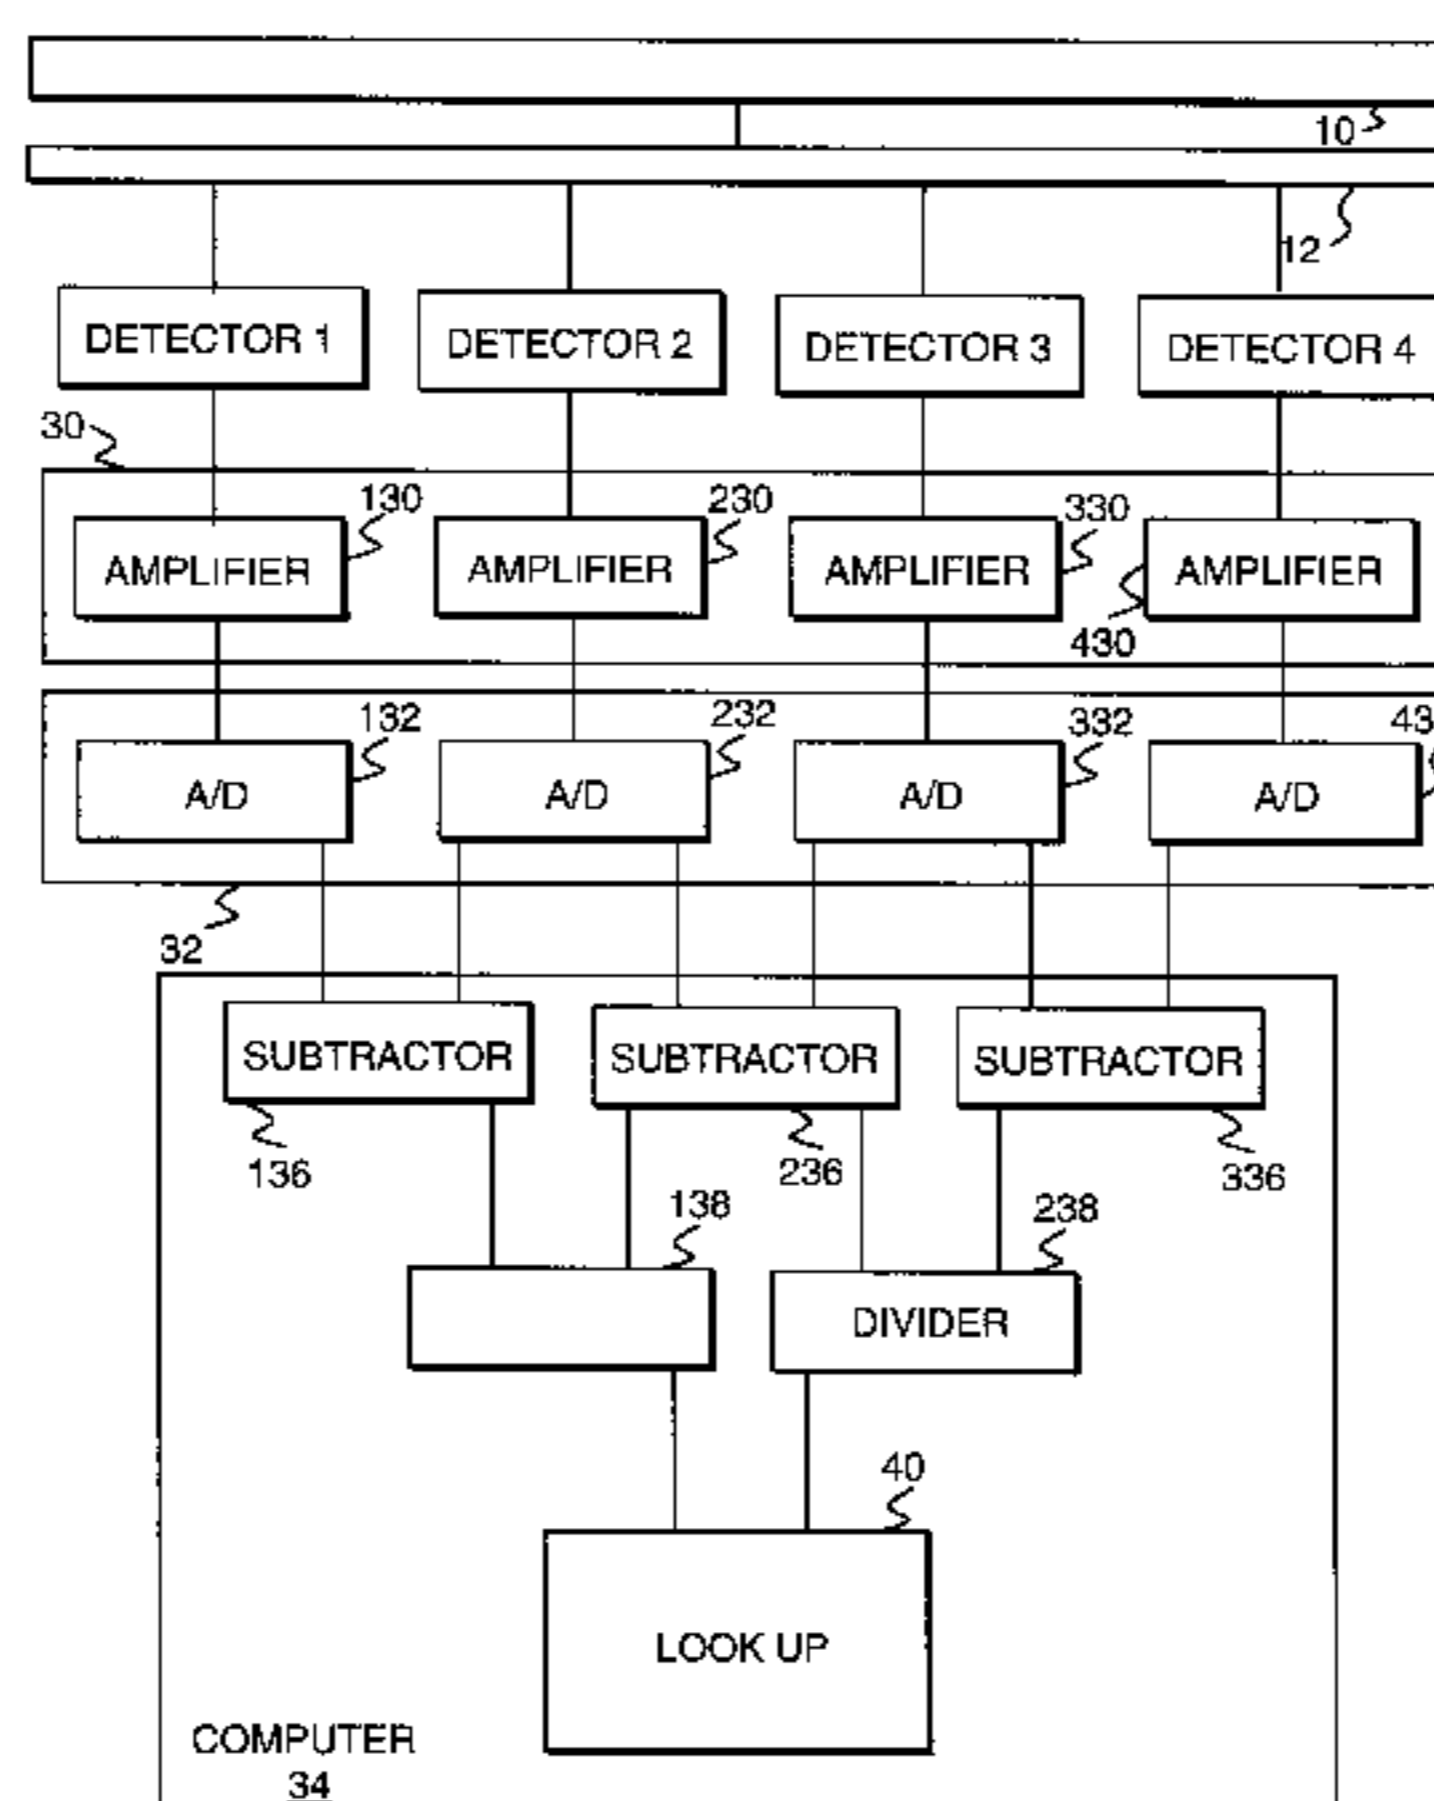 10
12
DETECTOR 1
DETECTOR 2
DETECTOR 3
DETECTOR 4
30
130
230
330
AMPLIFIER
AMPLIFIER
AMPLIFIER
AMPLIFIER
430
132
232
332
43
A/D
A/D
A/D
A/D
32
SUBTRACTOR
SUBTRACTOR
SUBTRACTOR
136
236
336
138
238
DIVIDER
40
LOOK UP
COMPUTER
34